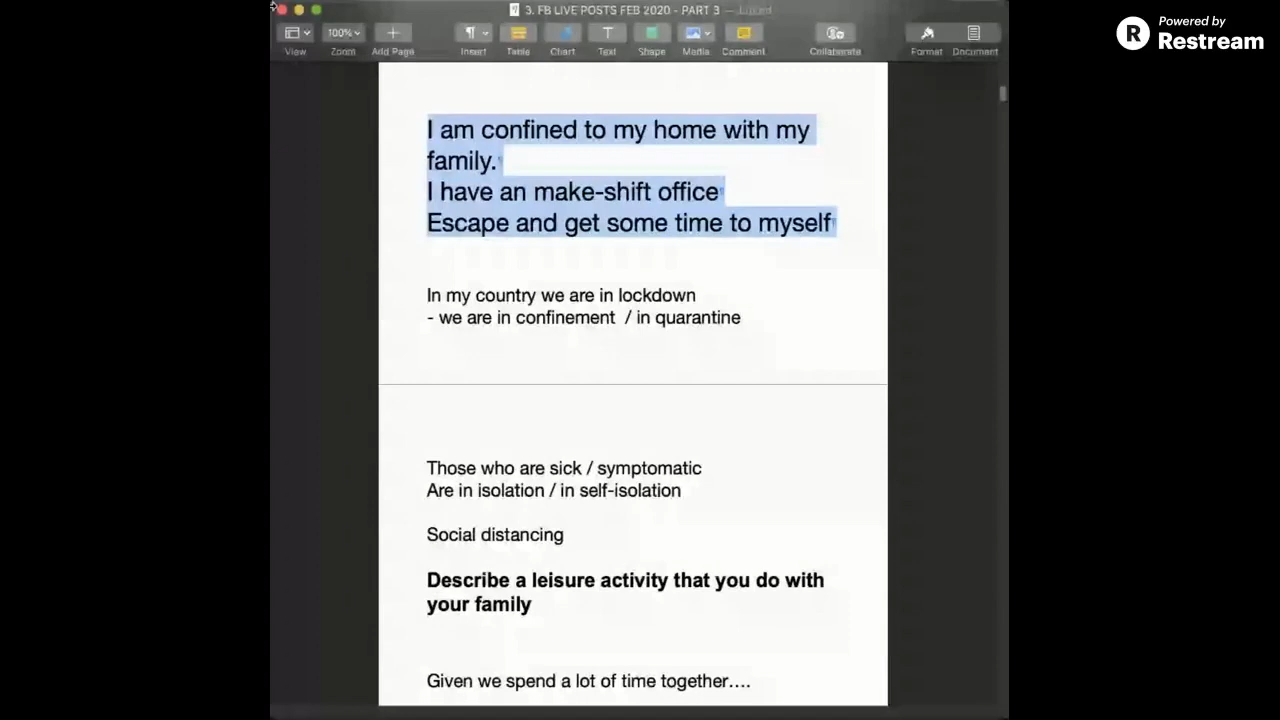 3. FB LIVE POSTS FEB 2020 - PART 3
Powered by
Restream
100%
View
Zoom
Add Page
Insert
Table
Chart
Text
Shape
Media
Comment
Collaborate
Format
Document
I am confined to my home with my
family.
I have an make-shift office
Escape and get some time to myself
In my country we are in lockdown
- we are in confinement / in quarantine
Those who are sick / symptomatic
Are in isolation / in self-isolation
Social distancing
Describe a leisure activity that you do with
your family
Given we spend a lot of time together....